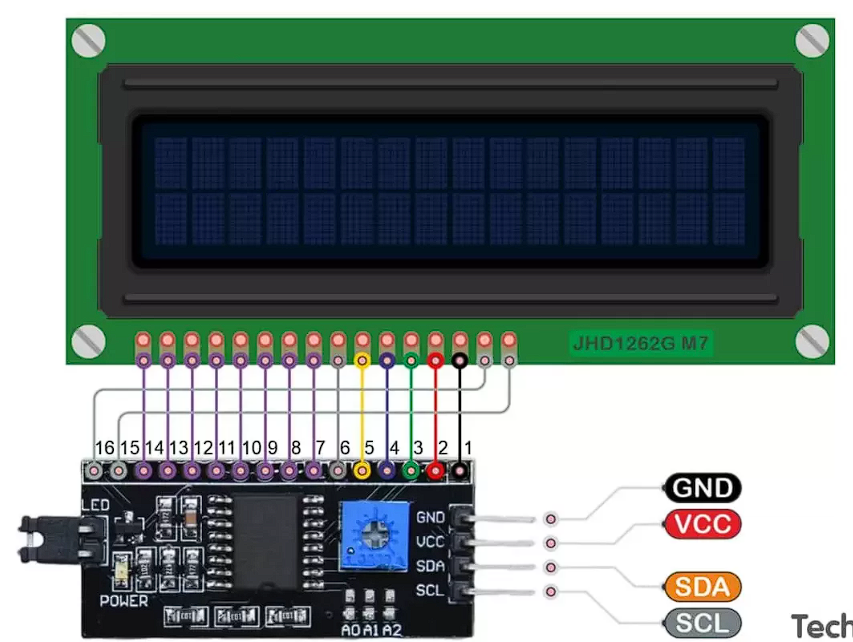 JHD1262G M7
16 15 14 13 12 11 10 9 8 7 6 5 4 3 2 1
LED
GND
VCC
SDA
SCL
POWER
A0 A1 A2
GND
VCC
SDA
SCL
Tech